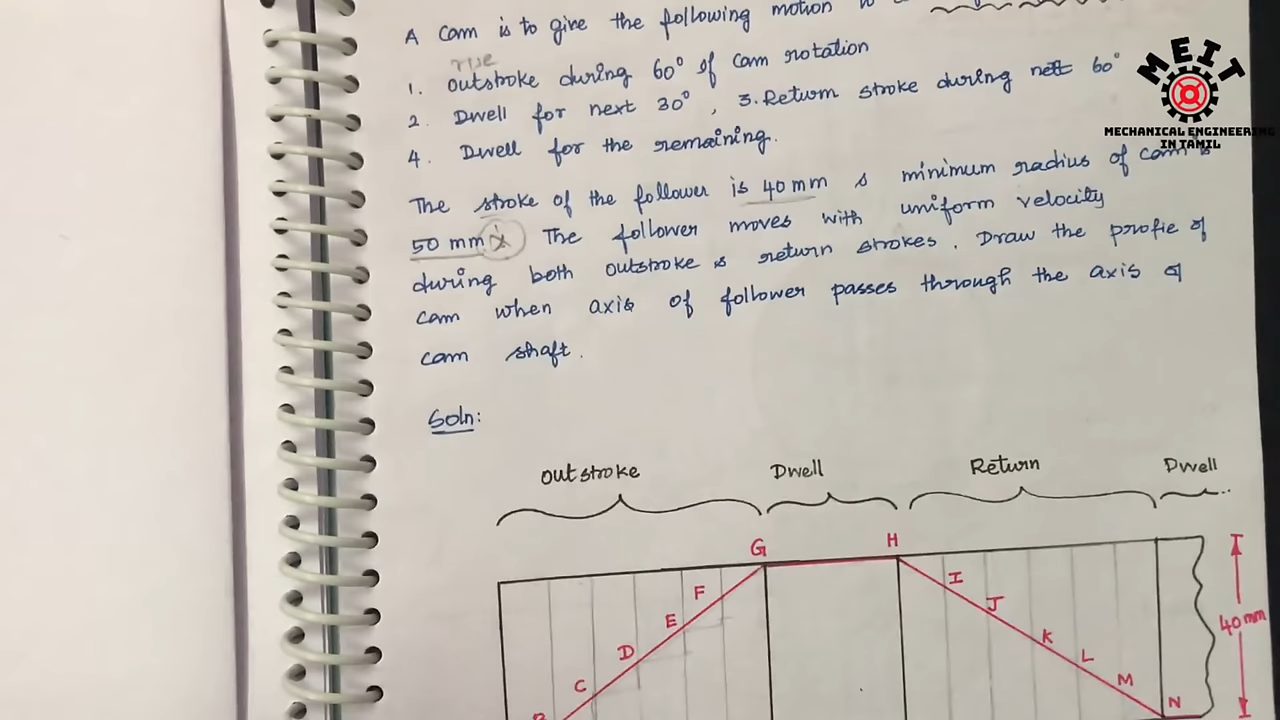 A cam is to give the following motion
rise
1. Outstroke during 60° of cam rotation
2. Dwell for next 30°, 3. Return stroke during next 60°
4. Dwell for the remaining.
The stroke of the follower is 40 mm & minimum radius of cam is
50 mm. The follower moves with uniform velocity
during both outstroke & return strokes. Draw the profie of
cam when axis of follower passes through the axis of
cam shaft.
Soln:
outstroke Dwell Return Dwell
G H
F I
E J
D K
C L
B M
N
40 mm
MEIT
MECHANICAL ENGINEERING
IN TAMIL